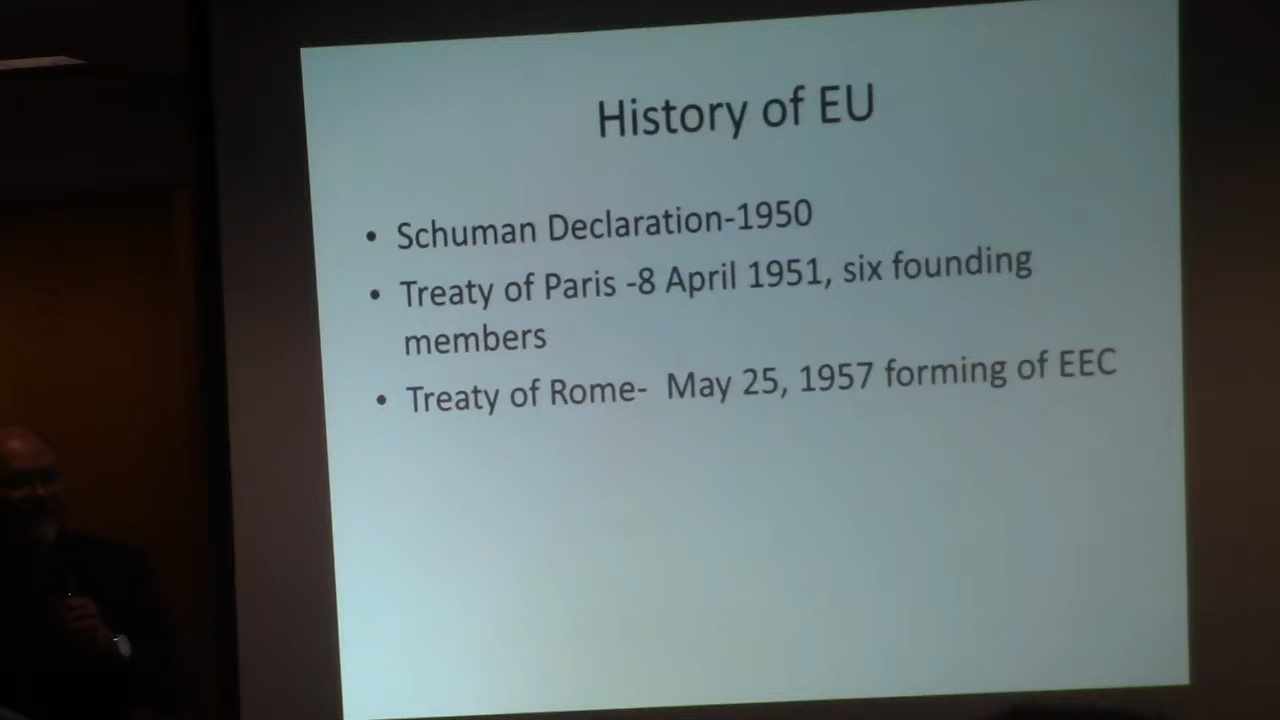 History of EU
• Schuman Declaration-1950
• Treaty of Paris -8 April 1951, six founding
members
• Treaty of Rome- May 25, 1957 forming of EEC